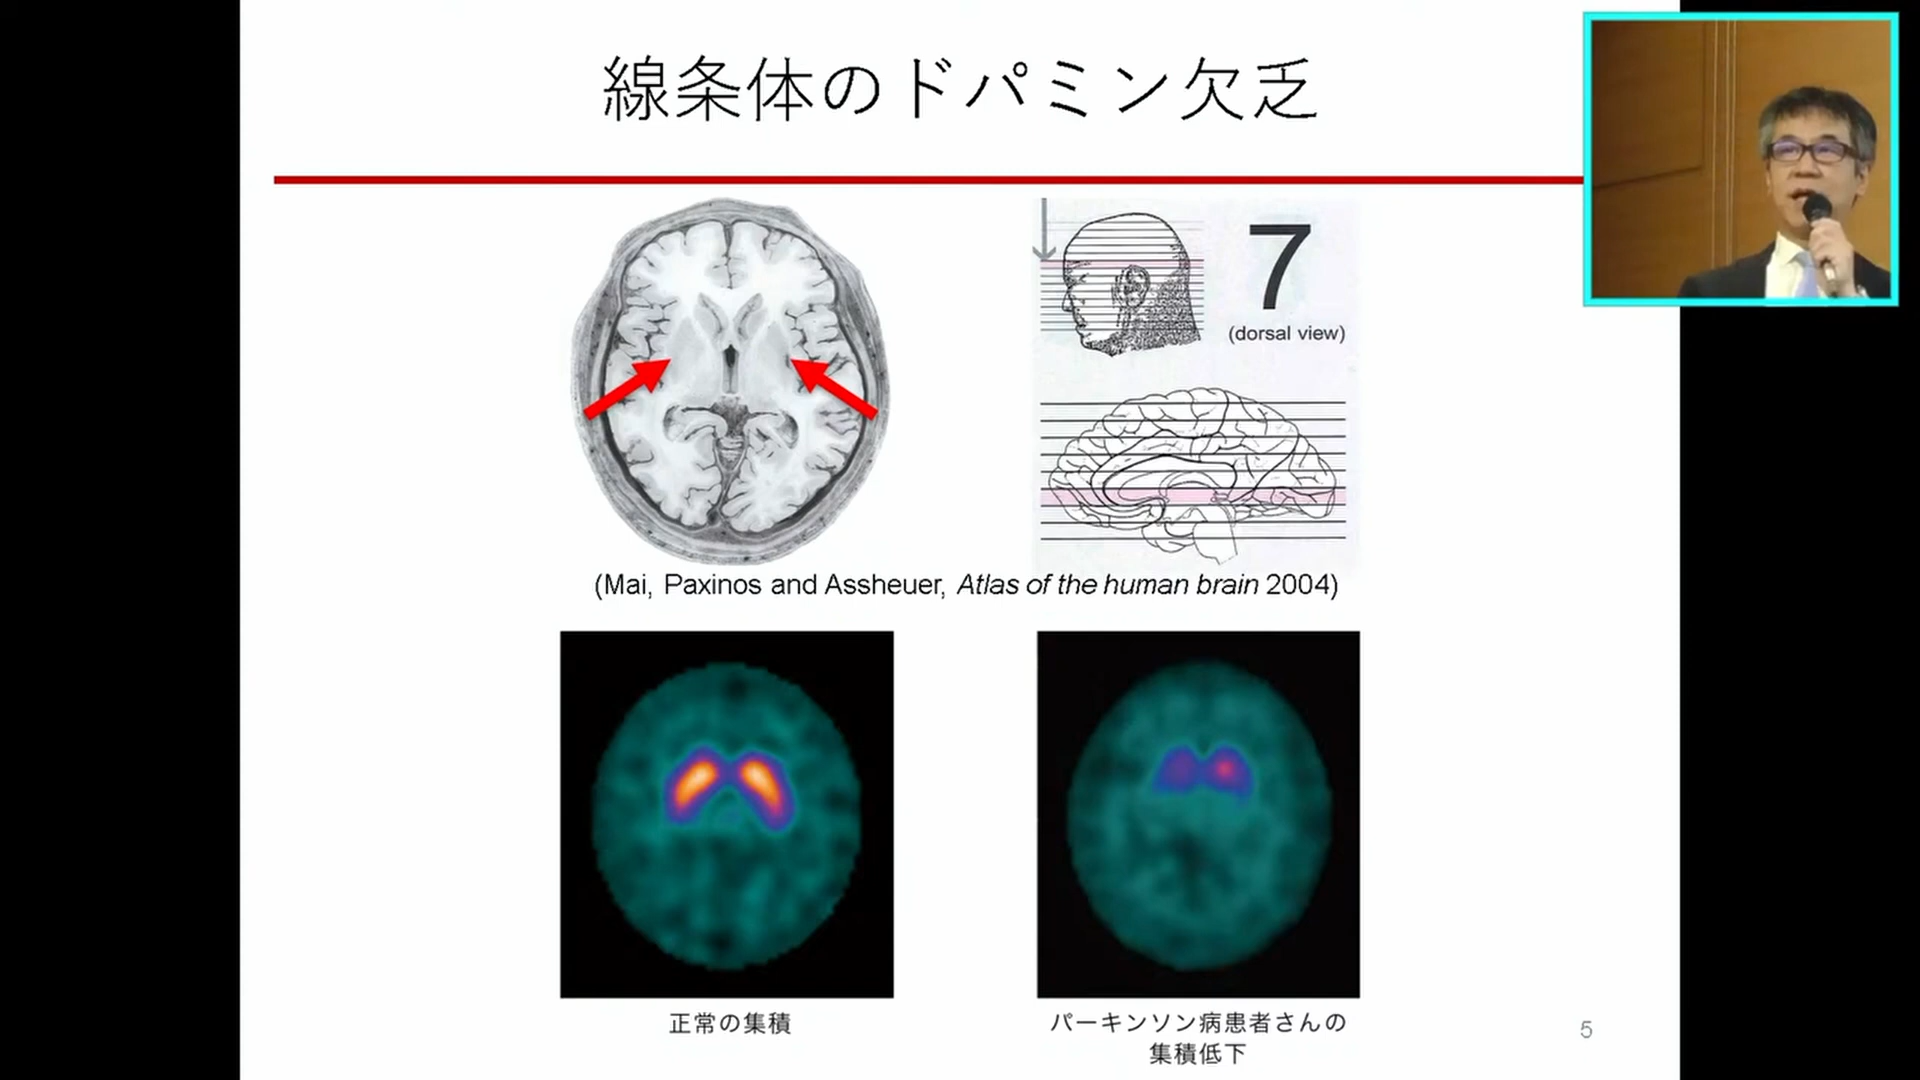 線条体のドパミン欠乏
7
(dorsal view)
(Mai, Paxinos and Assheuer, Atlas of the human brain 2004)
正常の集積
パーキンソン病患者さんの
集積低下
5